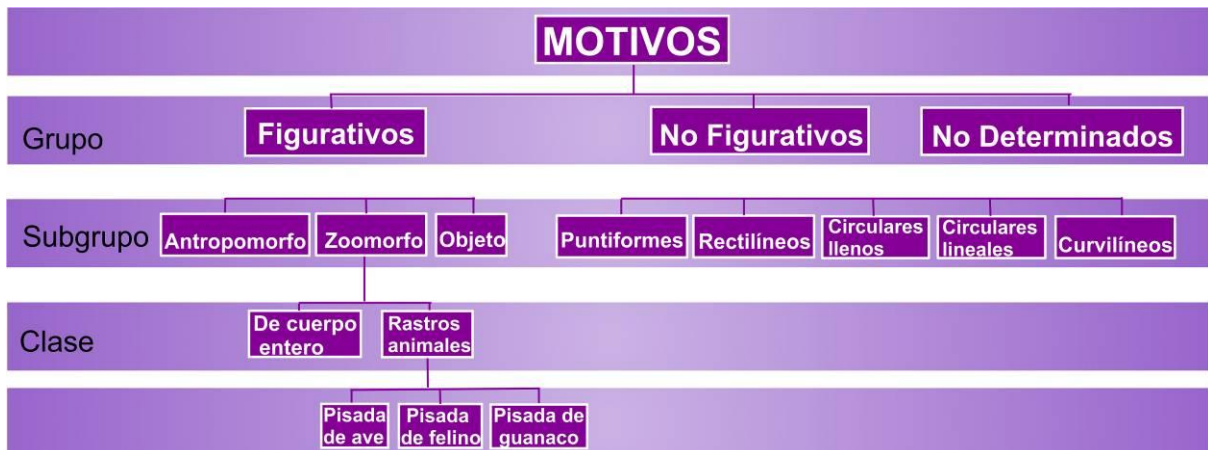 MOTIVOS
Grupo
Figurativos
No Figurativos
No Determinados
Subgrupo
Antropomorfo
Zoomorfo
Objeto
Puntiformes
Rectilíneos
Circulares
llenos
Circulares
lineales
Curvilíneos
Clase
De cuerpo
entero
Rastros
animales
Pisada
de ave
Pisada
de felino
Pisada de
guanaco